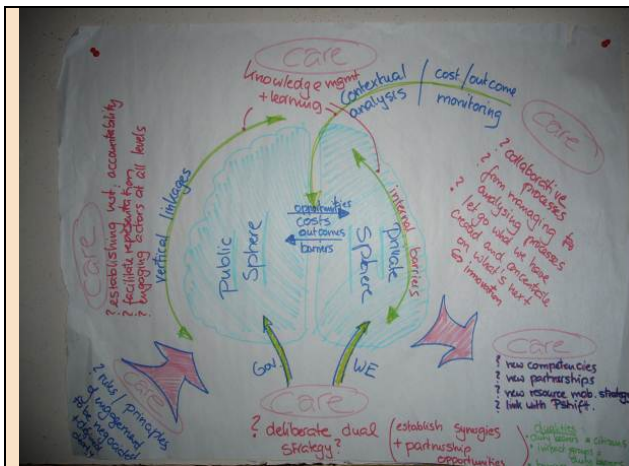 care
knowledge mgmt
+ learning
contextual
analysis
cost/outcome
monitoring
care
? collaborative
processes
? from managing to
analysing processes
? let go what we have
created and concentrate
on what's next
innovation
care
? establishing mut. accountability
? facilitate representation
? engaging actors at all levels
vertical linkages
Public
Sphere
opportunities
costs
outcomes
barriers
Private
Sphere
internal barriers
care
? rules/principles
of engagement
to be negotiated
Gov.
WE
care
? deliberate dual
strategy?
establish synergies
+ partnership
opportunities
care
? new competencies
? new partnerships
? new resource mob. strategy
? link with Pshift.